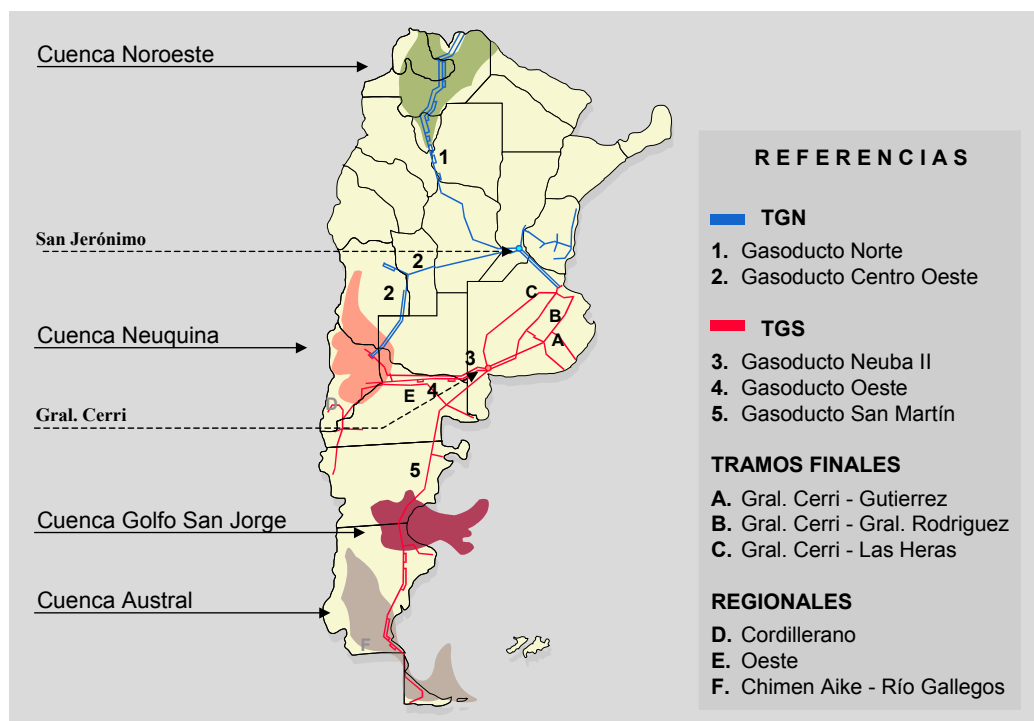 Cuenca Noroeste
1
San Jerónimo
2
2
C
B
A
Cuenca Neuquina
3
4
E
D
Gral. Cerri
5
Cuenca Golfo San Jorge
Cuenca Austral
F
REFERENCIAS
TGN
1. Gasoducto Norte
2. Gasoducto Centro Oeste
TGS
3. Gasoducto Neuba II
4. Gasoducto Oeste
5. Gasoducto San Martín
TRAMOS FINALES
A. Gral. Cerri - Gutierrez
B. Gral. Cerri - Gral. Rodriguez
C. Gral. Cerri - Las Heras
REGIONALES
D. Cordillerano
E. Oeste
F. Chimen Aike - Río Gallegos